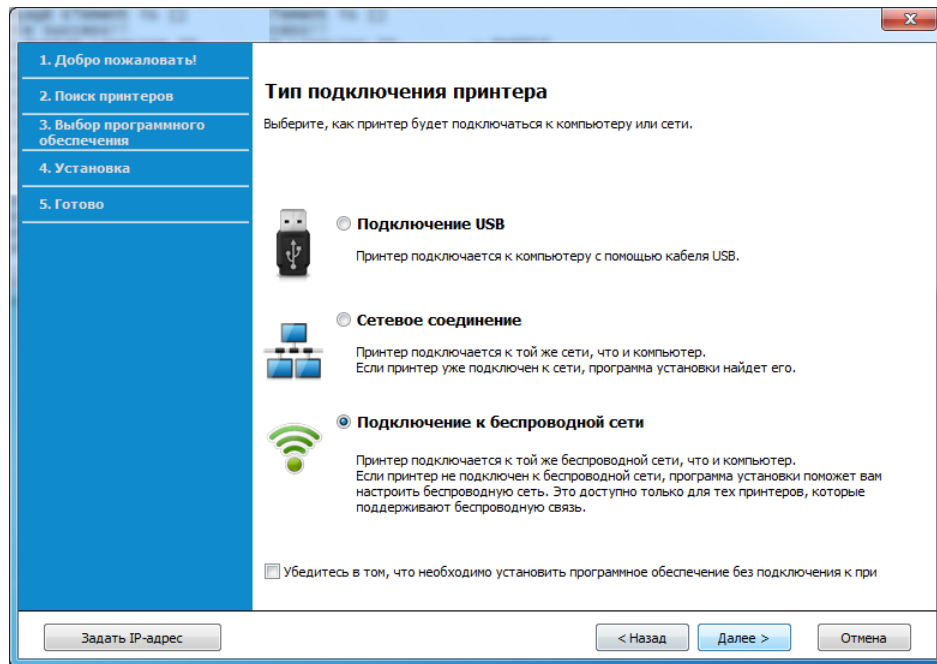 1. Добро пожаловать!
2. Поиск принтеров
3. Выбор программного
обеспечения
4. Установка
5. Готово
Тип подключения принтера
Выберите, как принтер будет подключаться к компьютеру или сети.
Подключение USB
Принтер подключается к компьютеру с помощью кабеля USB.
Сетевое соединение
Принтер подключается к той же сети, что и компьютер.
Если принтер уже подключен к сети, программа установки найдет его.
Подключение к беспроводной сети
Принтер подключается к той же беспроводной сети, что и компьютер.
Если принтер не подключен к беспроводной сети, программа установки поможет вам
настроить беспроводную сеть. Это доступно только для тех принтеров, которые
поддерживают беспроводную связь.
Убедитесь в том, что необходимо установить программное обеспечение без подключения к при
Задать IP-адрес
< Назад
Далее >
Отмена